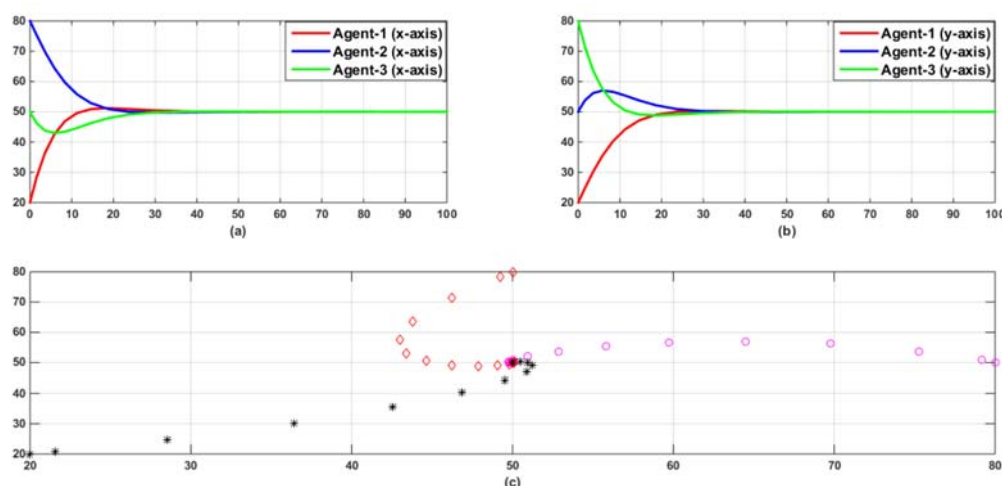 80
70
60
50
40
30
20
0 10 20 30 40 50 60 70 80 90 100
(a)
Agent-1 (x-axis)
Agent-2 (x-axis)
Agent-3 (x-axis)
80
70
60
50
40
30
20
0 10 20 30 40 50 60 70 80 90 100
(b)
Agent-1 (y-axis)
Agent-2 (y-axis)
Agent-3 (y-axis)
80
70
60
50
40
30
20
20 30 40 50 60 70 80
(c)